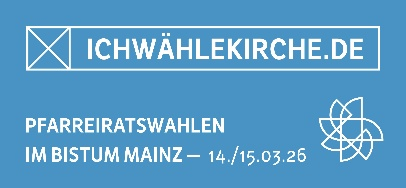 ICHWÄHLEKIRCHE.DE
PFARREIRATSWAHLEN
IM BISTUM MAINZ – 14./15.03.26